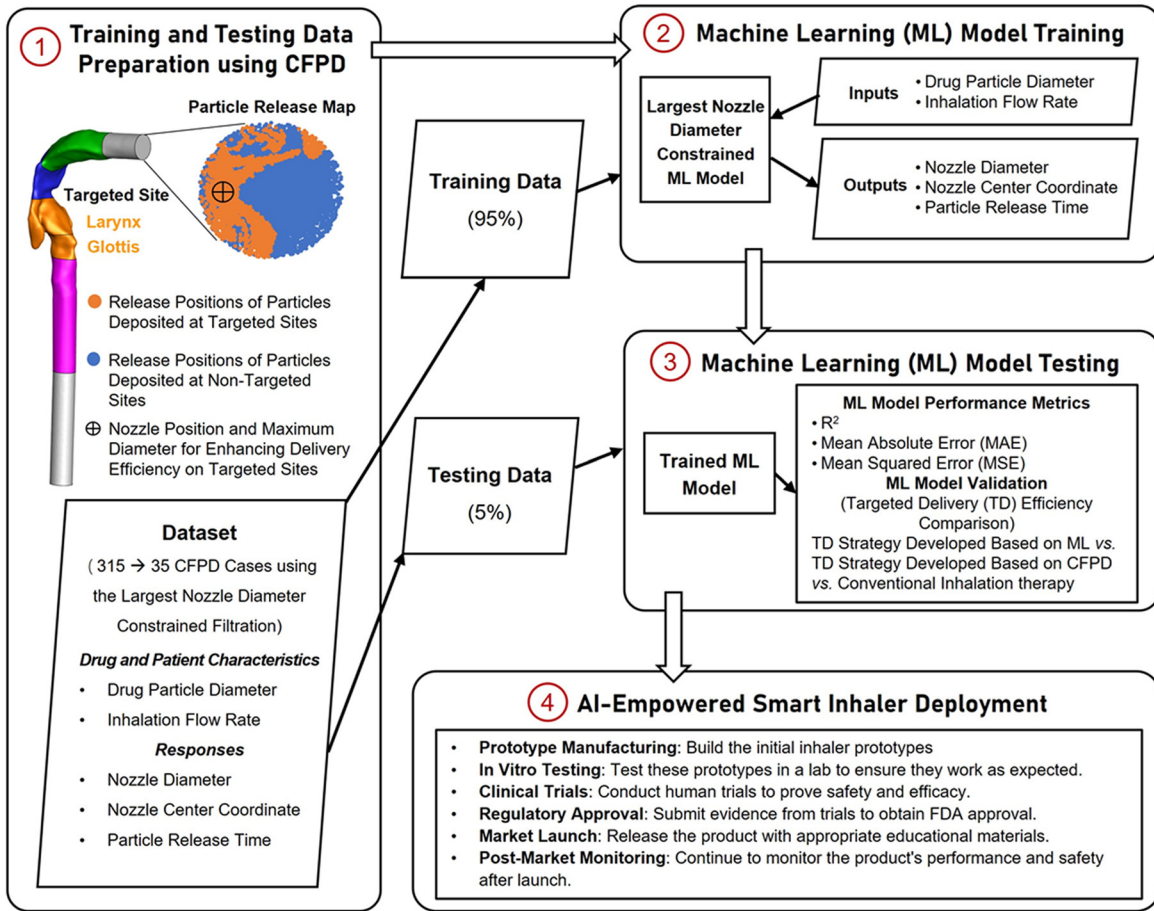 1
Training and Testing Data
Preparation using CFPD
Particle Release Map
Targeted Site
Larynx
Glottis
Release Positions of Particles
Deposited at Targeted Sites
Release Positions of Particles
Deposited at Non-Targeted
Sites
Nozzle Position and Maximum
Diameter for Enhancing Delivery
Efficiency on Targeted Sites
Dataset
(315 → 35 CFPD Cases using
the Largest Nozzle Diameter
Constrained Filtration)
Drug and Patient Characteristics
• Drug Particle Diameter
• Inhalation Flow Rate
Responses
• Nozzle Diameter
• Nozzle Center Coordinate
• Particle Release Time
Training Data
(95%)
Testing Data
(5%)
2 Machine Learning (ML) Model Training
Largest Nozzle
Diameter
Constrained
ML Model
Inputs
• Drug Particle Diameter
• Inhalation Flow Rate
Outputs
• Nozzle Diameter
• Nozzle Center Coordinate
• Particle Release Time
3 Machine Learning (ML) Model Testing
Trained ML
Model
ML Model Performance Metrics
• R²
• Mean Absolute Error (MAE)
• Mean Squared Error (MSE)
ML Model Validation
(Targeted Delivery (TD) Efficiency
Comparison)
TD Strategy Developed Based on ML vs.
TD Strategy Developed Based on CFPD
vs. Conventional Inhalation therapy
4 AI-Empowered Smart Inhaler Deployment
• Prototype Manufacturing: Build the initial inhaler prototypes
• In Vitro Testing: Test these prototypes in a lab to ensure they work as expected.
• Clinical Trials: Conduct human trials to prove safety and efficacy.
• Regulatory Approval: Submit evidence from trials to obtain FDA approval.
• Market Launch: Release the product with appropriate educational materials.
• Post-Market Monitoring: Continue to monitor the product's performance and safety
after launch.